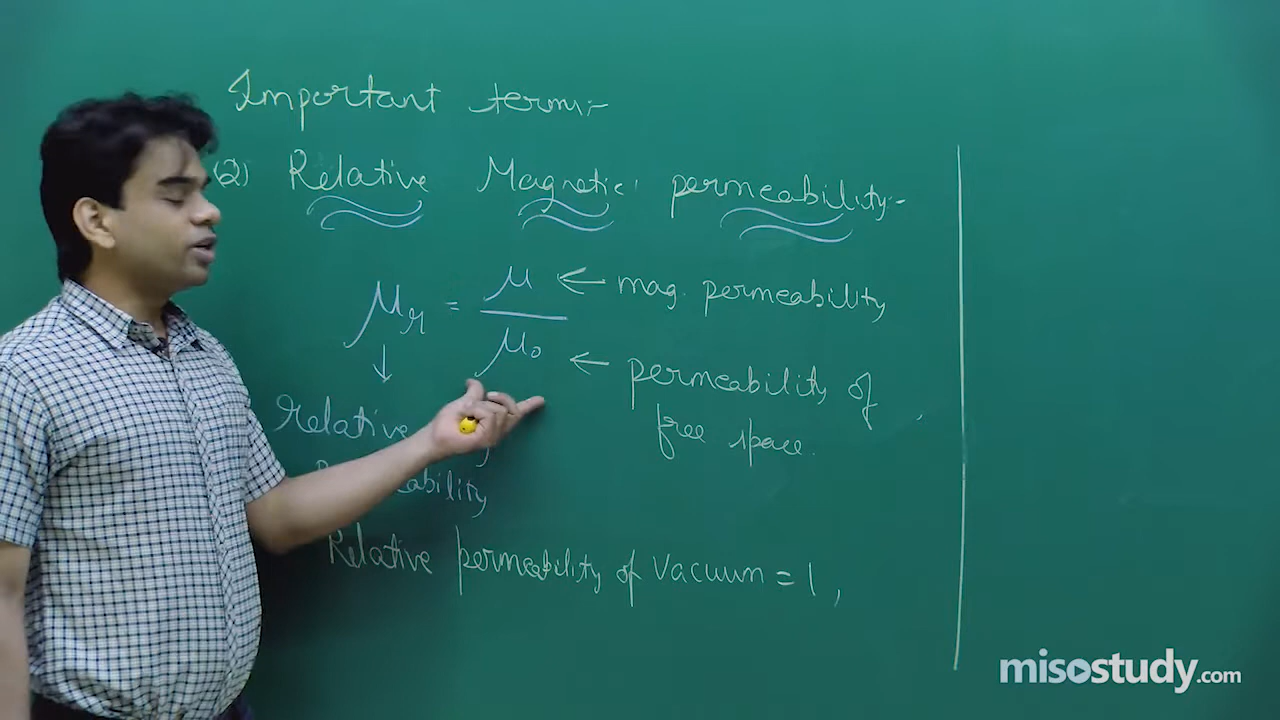 Important term:-
(2) Relative Magnetic permeability:-
μr = μ / μ0
← mag. permeability
← permeability of
free space.
↓
Relative
Relative permeability of vacuum = 1,
misostudy.com